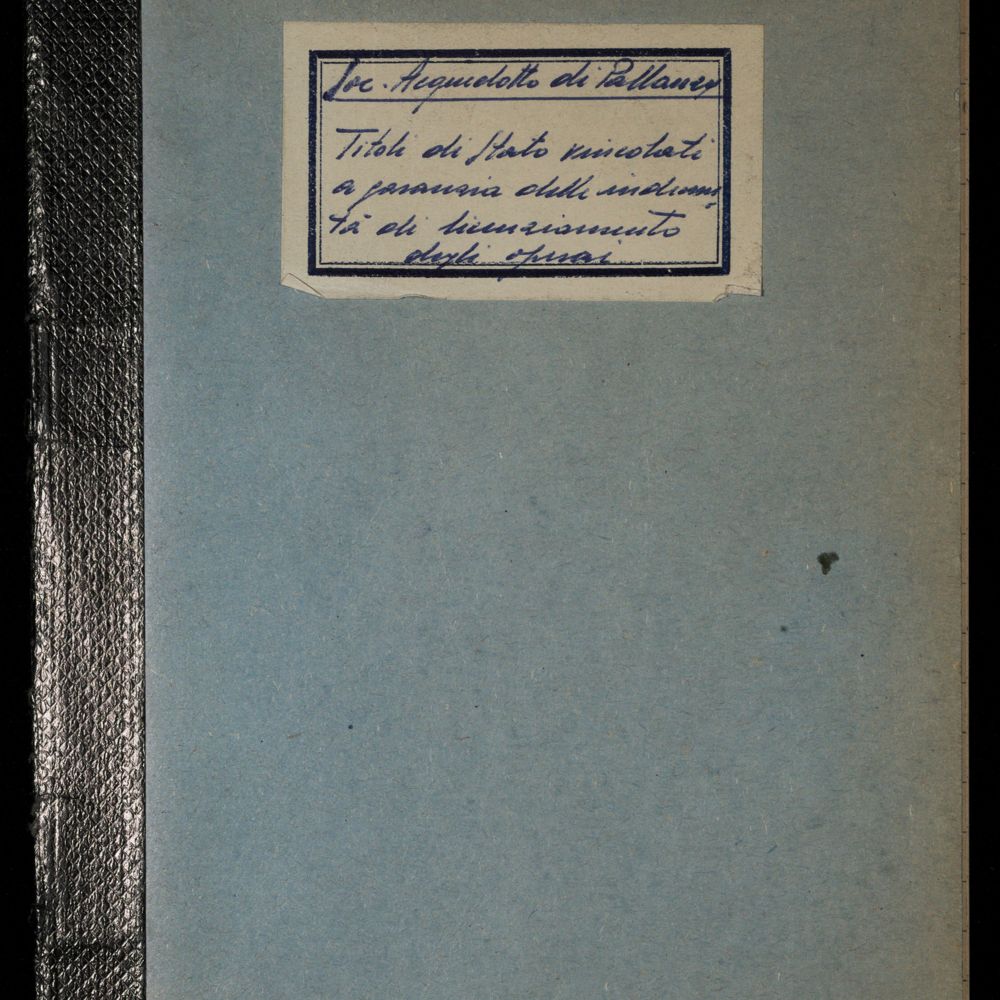 Soc. Acquedotto di Pallanza
Titoli di Stato vincolati
a garanzia delle indenni
tà di licenziamento
degli operai